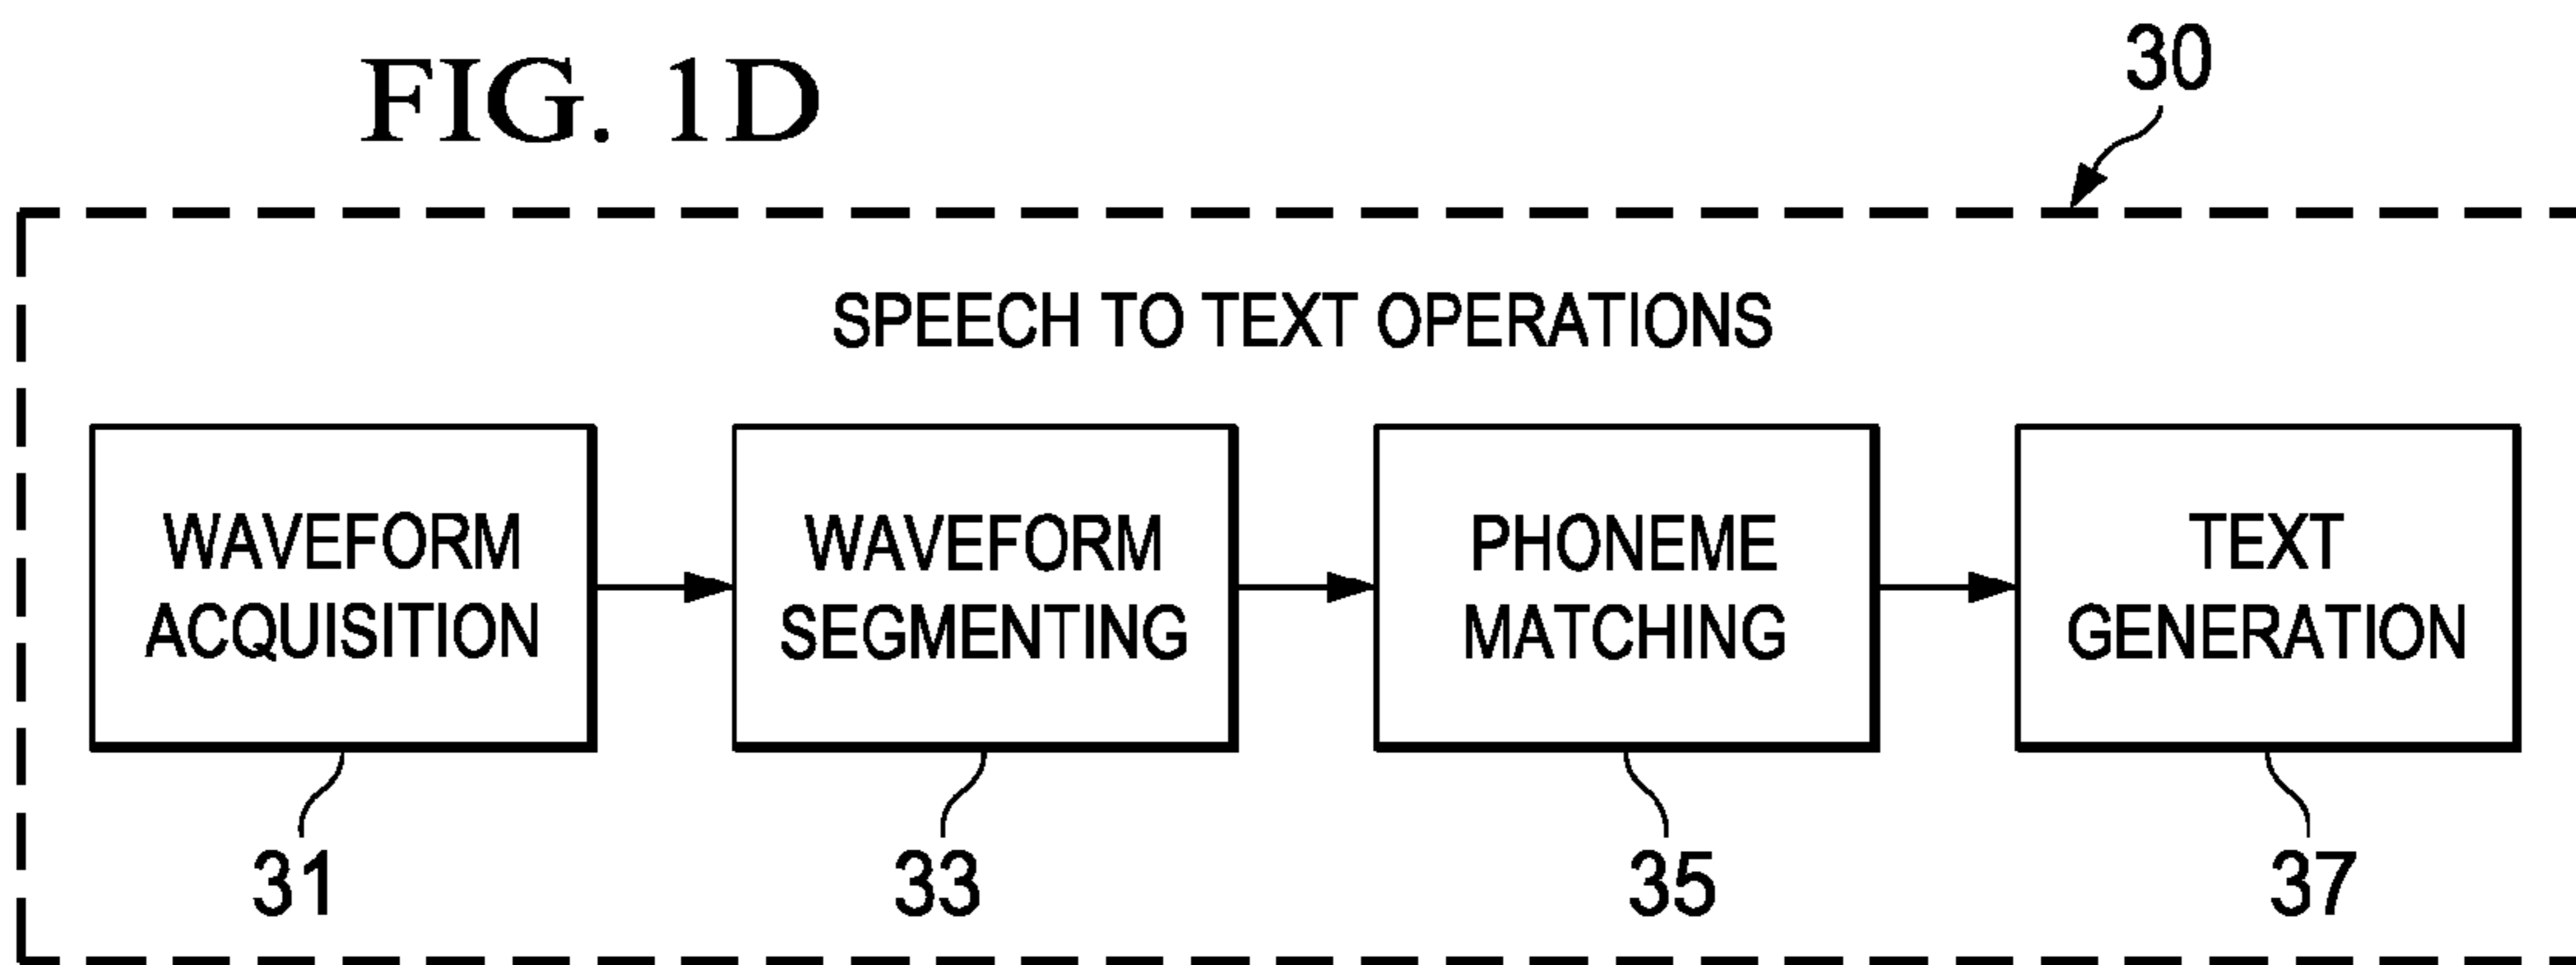 FIG. 1D
30
SPEECH TO TEXT OPERATIONS
WAVEFORM
ACQUISITION
WAVEFORM
SEGMENTING
PHONEME
MATCHING
TEXT
GENERATION
31
33
35
37